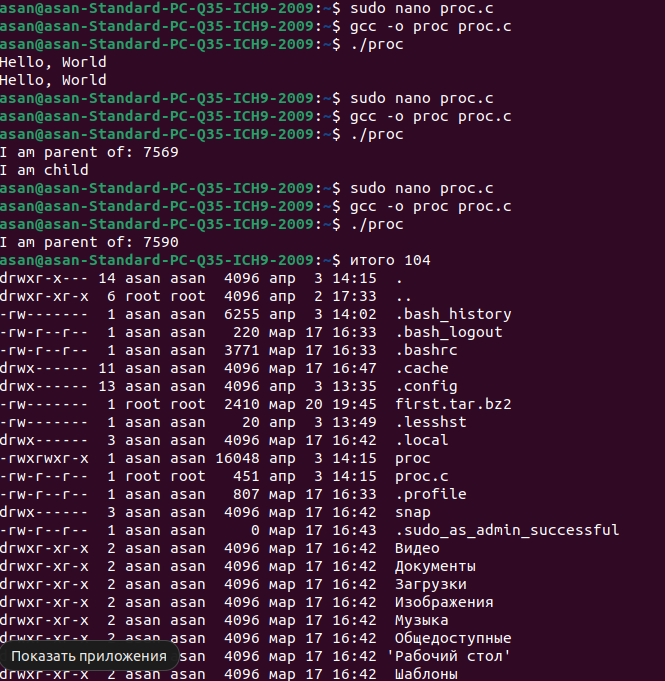 asan@asan-Standard-PC-Q35-ICH9-2009:~$ sudo nano proc.c
asan@asan-Standard-PC-Q35-ICH9-2009:~$ gcc -o proc proc.c
asan@asan-Standard-PC-Q35-ICH9-2009:~$ ./proc
Hello, World
Hello, World
asan@asan-Standard-PC-Q35-ICH9-2009:~$ sudo nano proc.c
asan@asan-Standard-PC-Q35-ICH9-2009:~$ gcc -o proc proc.c
asan@asan-Standard-PC-Q35-ICH9-2009:~$ ./proc
I am parent of: 7569
I am child
asan@asan-Standard-PC-Q35-ICH9-2009:~$ sudo nano proc.c
asan@asan-Standard-PC-Q35-ICH9-2009:~$ gcc -o proc proc.c
asan@asan-Standard-PC-Q35-ICH9-2009:~$ ./proc
I am parent of: 7590
asan@asan-Standard-PC-Q35-ICH9-2009:~$ итого 104
drwxr-x--- 14 asan asan  4096 апр  3 14:15  .
drwxr-xr-x  6 root root  4096 апр  2 17:33  ..
-rw-------  1 asan asan  6255 апр  3 14:02  .bash_history
-rw-r--r--  1 asan asan   220 мар 17 16:33  .bash_logout
-rw-r--r--  1 asan asan  3771 мар 17 16:33  .bashrc
drwx------ 11 asan asan  4096 мар 17 16:47  .cache
drwx------ 13 asan asan  4096 апр  3 13:35  .config
-rw-------  1 root root  2410 мар 20 19:45  first.tar.bz2
-rw-------  1 asan asan    20 апр  3 13:49  .lesshst
drwx------  3 asan asan  4096 мар 17 16:42  .local
-rwxrwxr-x  1 asan asan 16048 апр  3 14:15  proc
-rw-r--r--  1 root root   451 апр  3 14:15  proc.c
-rw-r--r--  1 asan asan   807 мар 17 16:33  .profile
drwx------  3 asan asan  4096 мар 17 16:42  snap
-rw-r--r--  1 asan asan     0 мар 17 16:43  .sudo_as_admin_successful
drwxr-xr-x  2 asan asan  4096 мар 17 16:42  Видео
drwxr-xr-x  2 asan asan  4096 мар 17 16:42  Документы
drwxr-xr-x  2 asan asan  4096 мар 17 16:42  Загрузки
drwxr-xr-x  2 asan asan  4096 мар 17 16:42  Изображения
drwxr-xr-x  2 asan asan  4096 мар 17 16:42  Музыка
drwxr-xr-x  2 asan asan  4096 мар 17 16:42  Общедоступные
Показать приложения
4096 мар 17 16:42 'Рабочий стол'
drwxr-xr-x  2 asan asan  4096 мар 17 16:42  Шаблоны